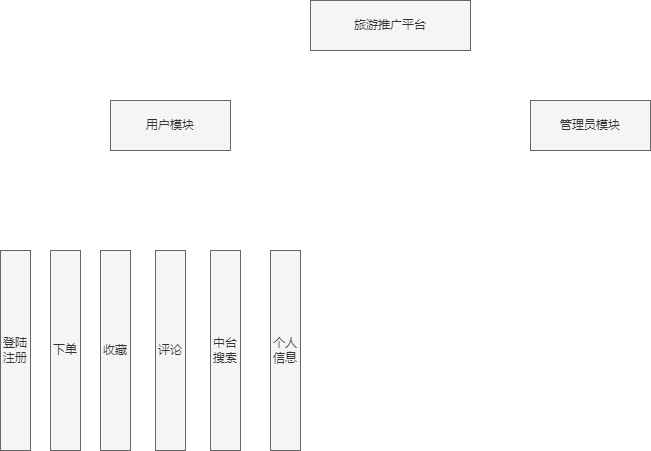 旅游推广平台
用户模块
管理员模块
登陆
注册
下单
收藏
评论
中台
搜索
个人
信息